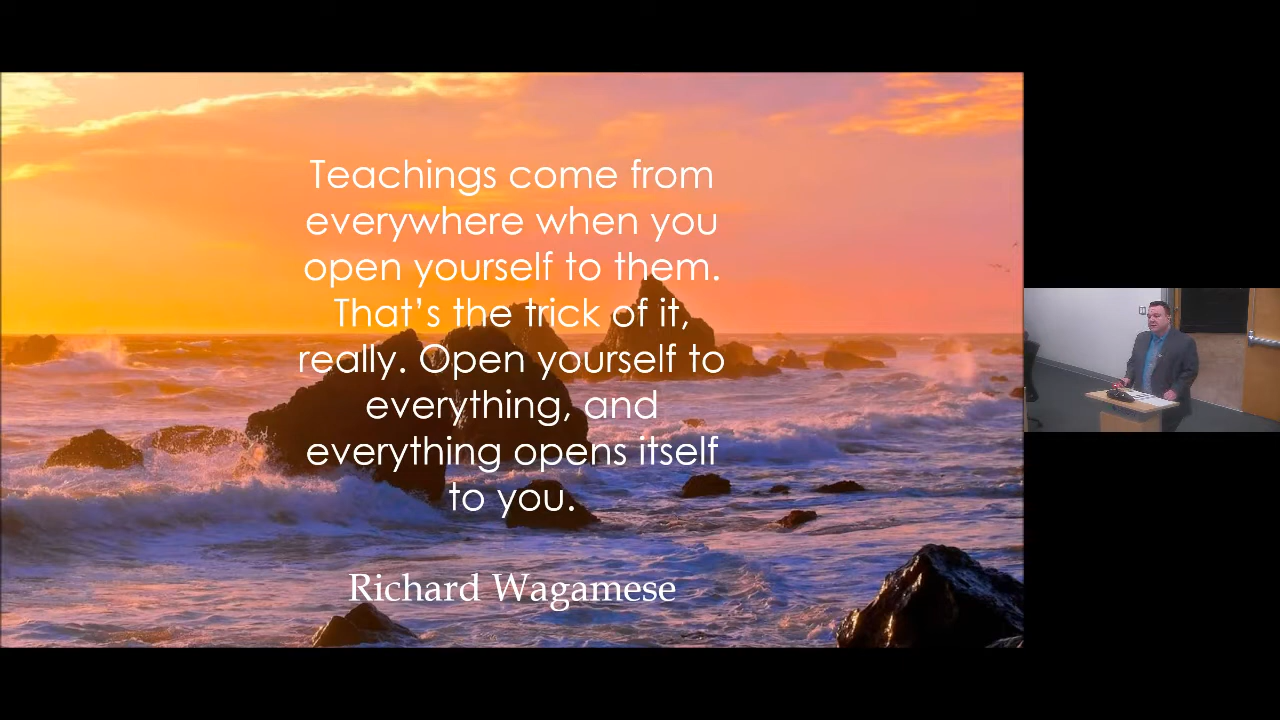 Teachings come from
everywhere when you
open yourself to them.
That’s the trick of it,
really. Open yourself to
everything, and
everything opens itself
to you.
Richard Wagamese